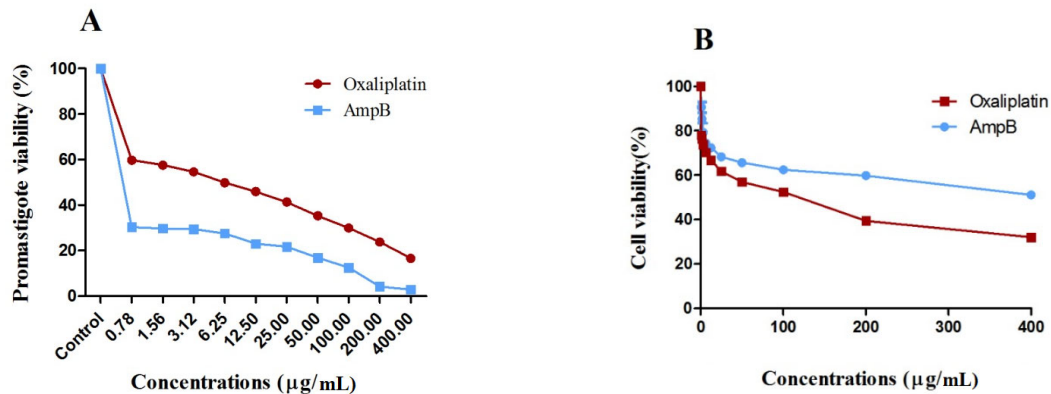 A
Promastigote viability (%)
100
80
60
40
20
0
Oxaliplatin
AmpB
Control
0.78
1.56
3.12
6.25
12.50
25.00
50.00
100.00
200.00
400.00
Concentrations (µg/mL)
B
Cell viability(%)
100
80
60
40
20
0
Oxaliplatin
AmpB
0
100
200
300
400
Concentrations (µg/mL)